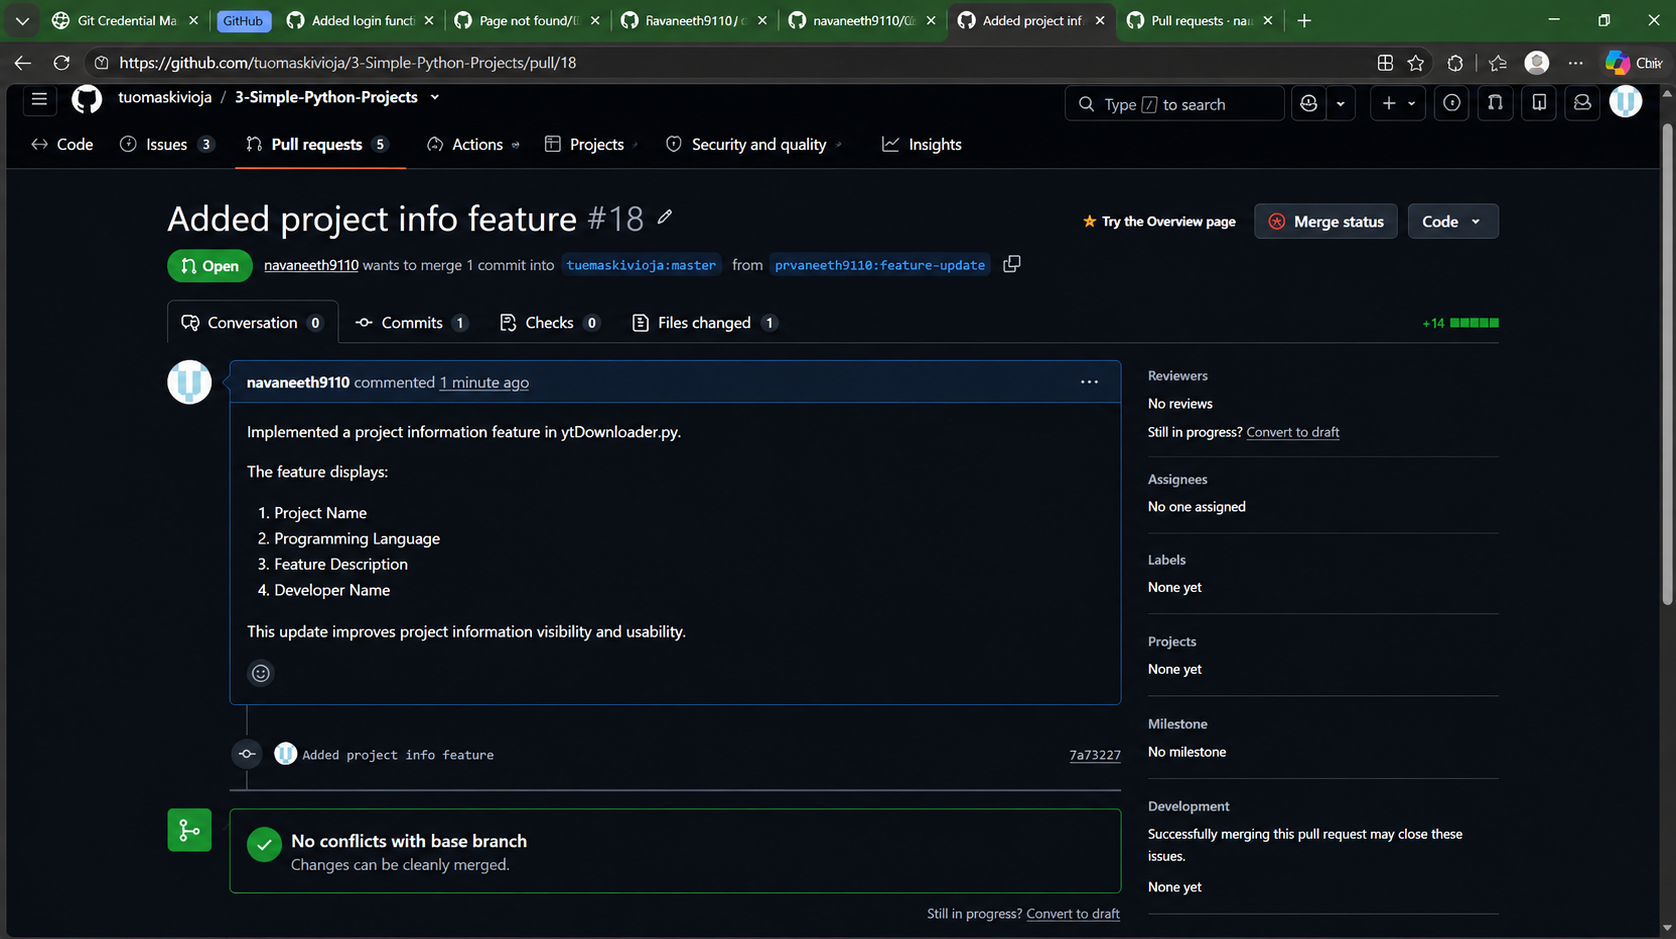 Git Credential Ma
GitHub
Added login funct
Page not found/
Ravaneeth9110/
navaneeth9110/
Added project inf
Pull requests · na
https://github.com/tuomaskivioja/3-Simple-Python-Projects/pull/18
tuomaskivioja / 3-Simple-Python-Projects
Type / to search
Code
Issues 3
Pull requests 5
Actions
Projects
Security and quality
Insights
Added project info feature #18
Try the Overview page
Merge status
Code
Open
navaneeth9110 wants to merge 1 commit into tuemaskivioja:master from prvaneeth9110:feature-update
Conversation 0
Commits 1
Checks 0
Files changed 1
+14
navaneeth9110 commented 1 minute ago
Implemented a project information feature in ytDownloader.py.
The feature displays:
1. Project Name
2. Programming Language
3. Feature Description
4. Developer Name
This update improves project information visibility and usability.
Added project info feature
7a73227
No conflicts with base branch
Changes can be cleanly merged.
Still in progress? Convert to draft
Reviewers
No reviews
Still in progress? Convert to draft
Assignees
No one assigned
Labels
None yet
Projects
None yet
Milestone
No milestone
Development
Successfully merging this pull request may close these
issues.
None yet